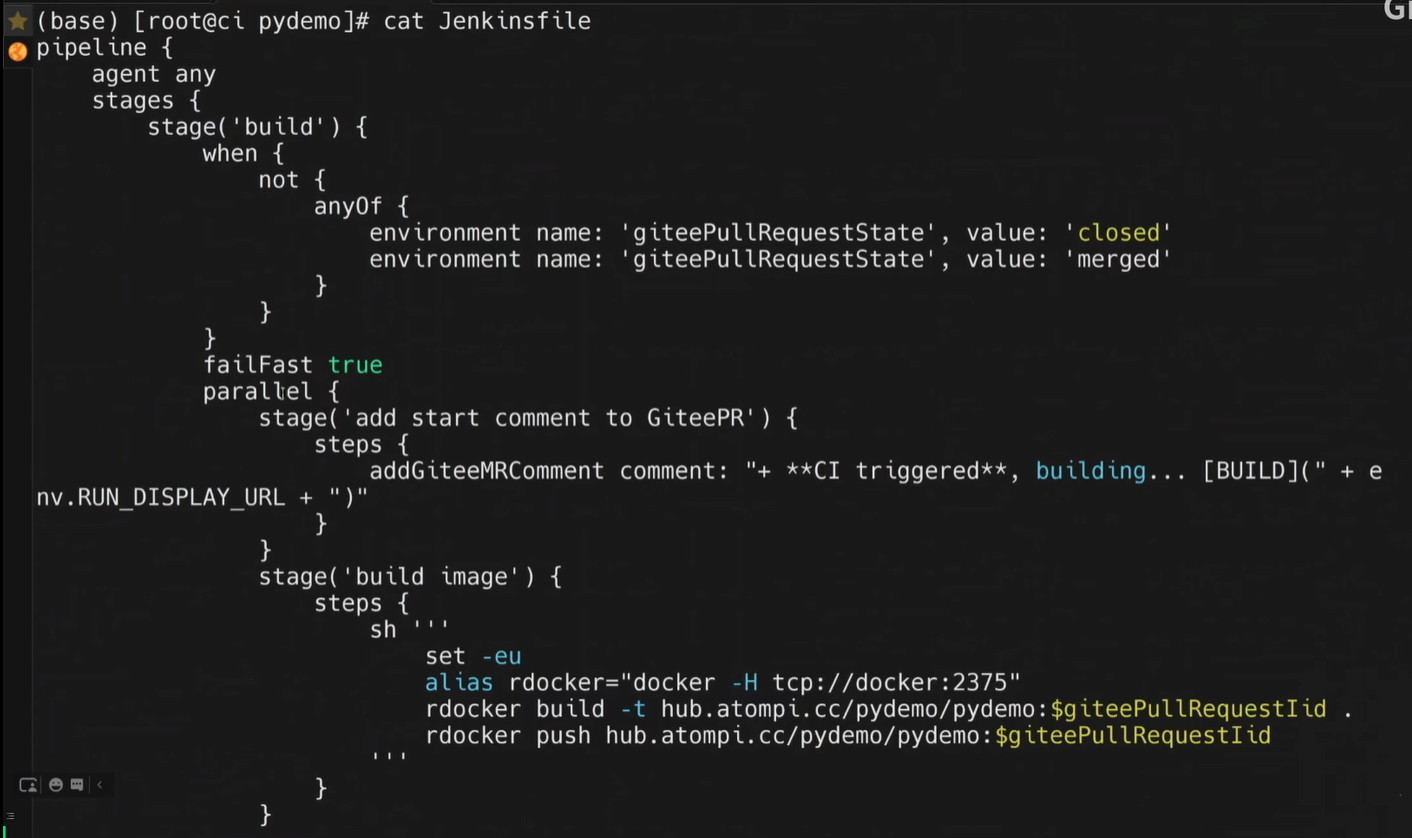 (base) [root@ci pydemo]# cat Jenkinsfile
pipeline {
    agent any
    stages {
        stage('build') {
            when {
                not {
                    anyOf {
                        environment name: 'giteePullRequestState', value: 'closed'
                        environment name: 'giteePullRequestState', value: 'merged'
                    }
                }
            }
            failFast true
            parallel {
                stage('add start comment to GiteePR') {
                    steps {
                        addGiteeMRComment comment: "+ **CI triggered**, building... [BUILD](" + e
nv.RUN_DISPLAY_URL + ")"
                    }
                }
                stage('build image') {
                    steps {
                        sh '''
                            set -eu
                            alias rdocker="docker -H tcp://docker:2375"
                            rdocker build -t hub.atompi.cc/pydemo/pydemo:$giteePullRequestIid .
                            rdocker push hub.atompi.cc/pydemo/pydemo:$giteePullRequestIid
                        '''
                    }
                }